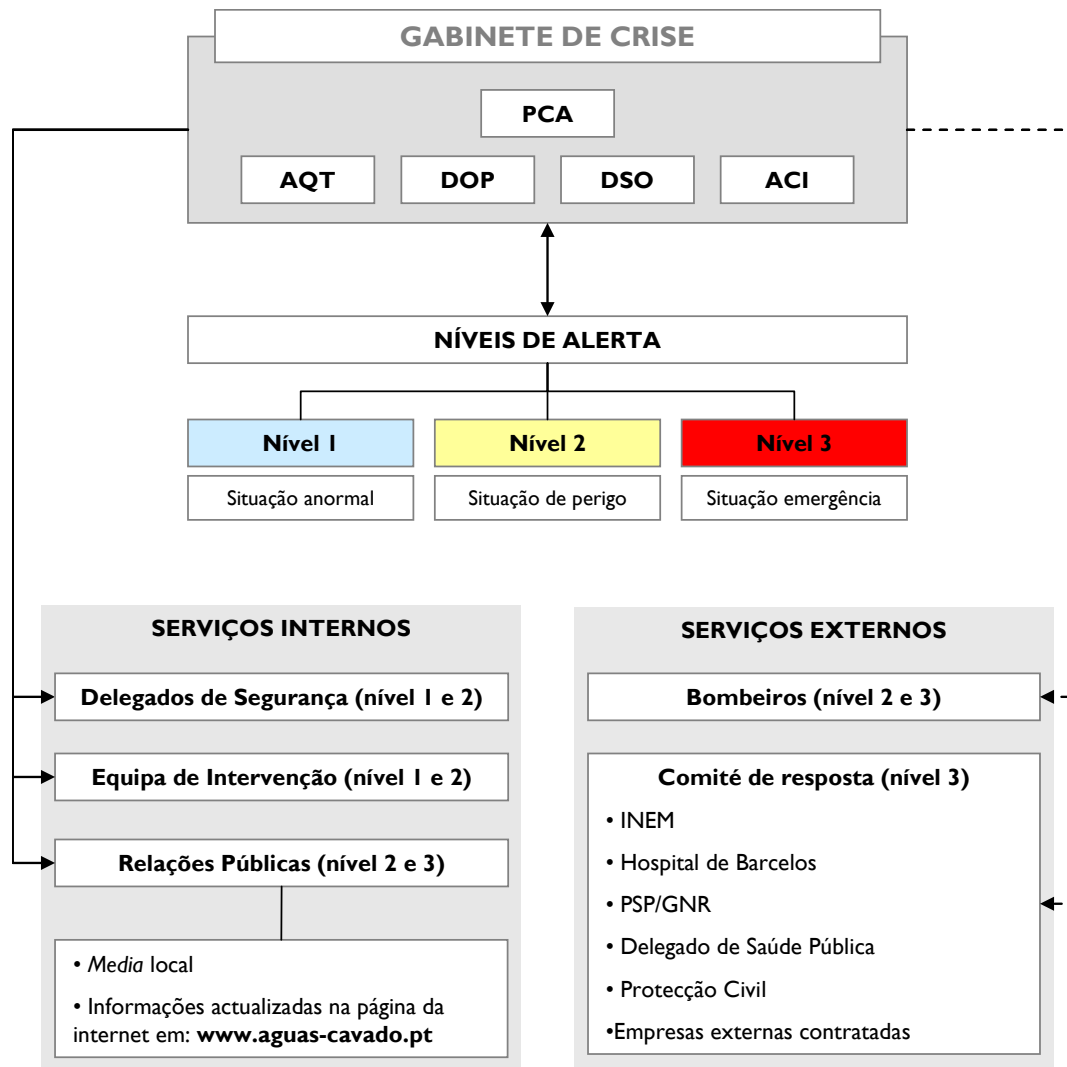 GABINETE DE CRISE
PCA
AQT
DOP
DSO
ACI
NÍVEIS DE ALERTA
Nível 1
Nível 2
Nível 3
Situação anormal
Situação de perigo
Situação emergência
SERVIÇOS INTERNOS
Delegados de Segurança (nível 1 e 2)
Equipa de Intervenção (nível 1 e 2)
Relações Públicas (nível 2 e 3)
• Media local
• Informações actualizadas na página da
internet em: www.aguas-cavado.pt
SERVIÇOS EXTERNOS
Bombeiros (nível 2 e 3)
Comité de resposta (nível 3)
• INEM
• Hospital de Barcelos
• PSP/GNR
• Delegado de Saúde Pública
• Protecção Civil
•Empresas externas contratadas